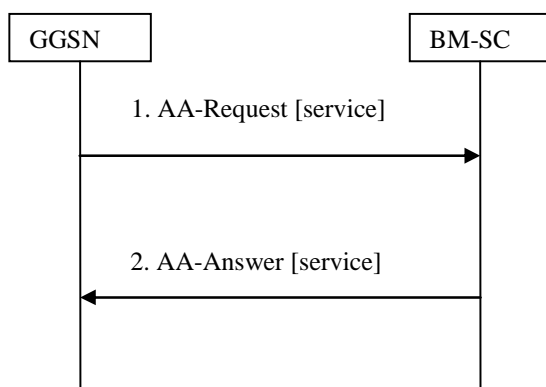 GGSN
BM-SC
1. AA-Request [service]
2. AA-Answer [service]